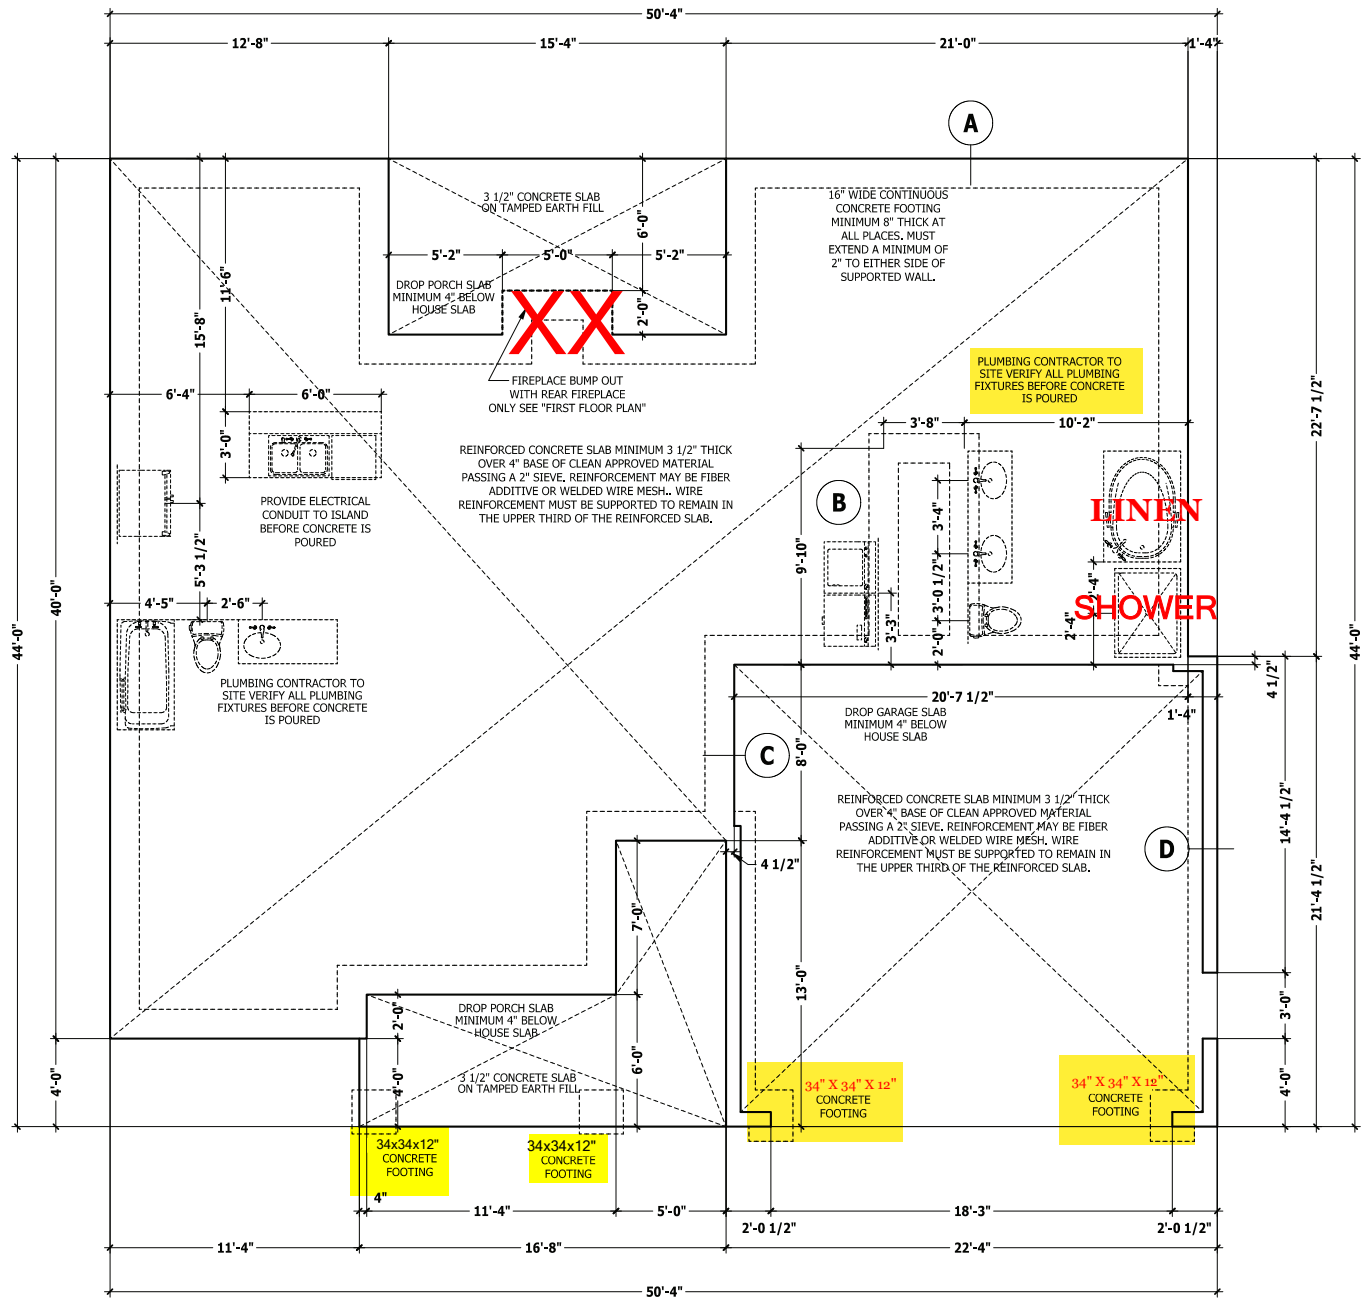 50'-4"
12'-8"
15'-4"
21'-0"
1'-4"
A
3 1/2" CONCRETE SLAB
ON TAMPED EARTH FILL
16" WIDE CONTINUOUS
CONCRETE FOOTING
MINIMUM 8" THICK AT
ALL PLACES. MUST
EXTEND A MINIMUM OF
2" TO EITHER SIDE OF
SUPPORTED WALL.
6'-0"
5'-2"
5'-0"
5'-2"
11'-6"
15'-8"
DROP PORCH SLAB
MINIMUM 4" BELOW
HOUSE SLAB
2'-0"
XX
FIREPLACE BUMP OUT
WITH REAR FIREPLACE
ONLY SEE "FIRST FLOOR PLAN"
PLUMBING CONTRACTOR TO
SITE VERIFY ALL PLUMBING
FIXTURES BEFORE CONCRETE
IS POURED
6'-4"
6'-0"
3'-8"
10'-2"
22'-7 1/2"
3'-0"
REINFORCED CONCRETE SLAB MINIMUM 3 1/2" THICK
OVER 4" BASE OF CLEAN APPROVED MATERIAL
PASSING A 2" SIEVE. REINFORCEMENT MAY BE FIBER
ADDITIVE OR WELDED WIRE MESH.. WIRE
REINFORCEMENT MUST BE SUPPORTED TO REMAIN IN
THE UPPER THIRD OF THE REINFORCED SLAB.
PROVIDE ELECTRICAL
CONDUIT TO ISLAND
BEFORE CONCRETE IS
POURED
B
3'-4"
LINEN
9'-10"
5'-3 1/2"
3'-0 1/2"
2'-4"
40'-0"
44'-0"
4'-5"
2'-6"
SHOWER
3'-3"
2'-0"
2'-4"
44'-0"
4 1/2"
PLUMBING CONTRACTOR TO
SITE VERIFY ALL PLUMBING
FIXTURES BEFORE CONCRETE
IS POURED
20'-7 1/2"
1'-4"
DROP GARAGE SLAB
MINIMUM 4" BELOW
HOUSE SLAB
C
8'-0"
REINFORCED CONCRETE SLAB MINIMUM 3 1/2" THICK
OVER 4" BASE OF CLEAN APPROVED MATERIAL
PASSING A 2" SIEVE. REINFORCEMENT MAY BE FIBER
ADDITIVE OR WELDED WIRE MESH. WIRE
REINFORCEMENT MUST BE SUPPORTED TO REMAIN IN
THE UPPER THIRD OF THE REINFORCED SLAB.
D
14'-4 1/2"
21'-4 1/2"
4 1/2"
7'-0"
13'-0"
DROP PORCH SLAB
MINIMUM 4" BELOW
HOUSE SLAB
2'-0"
3'-0"
6'-0"
4'-0"
4'-0"
3 1/2" CONCRETE SLAB
ON TAMPED EARTH FILL
34" X 34" X 12"
CONCRETE
FOOTING
34" X 34" X 12"
CONCRETE
FOOTING
4'-0"
34x34x12"
CONCRETE
FOOTING
34x34x12"
CONCRETE
FOOTING
4"
11'-4"
5'-0"
18'-3"
2'-0 1/2"
2'-0 1/2"
11'-4"
16'-8"
22'-4"
50'-4"